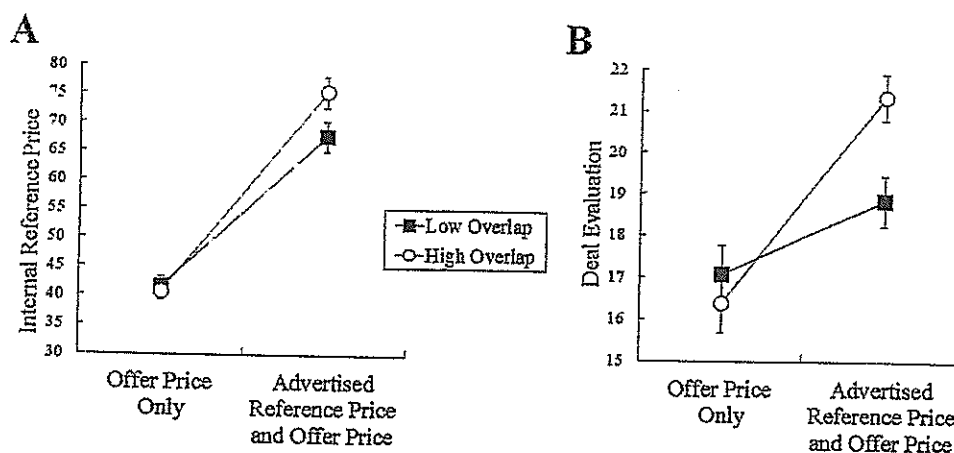 A
Internal Reference Price
80
75
70
65
60
55
50
45
40
35
30
Offer Price
Only
Advertised
Reference Price
and Offer Price
Low Overlap
High Overlap
B
Deal Evaluation
22
21
20
19
18
17
16
15
Offer Price
Only
Advertised
Reference Price
and Offer Price